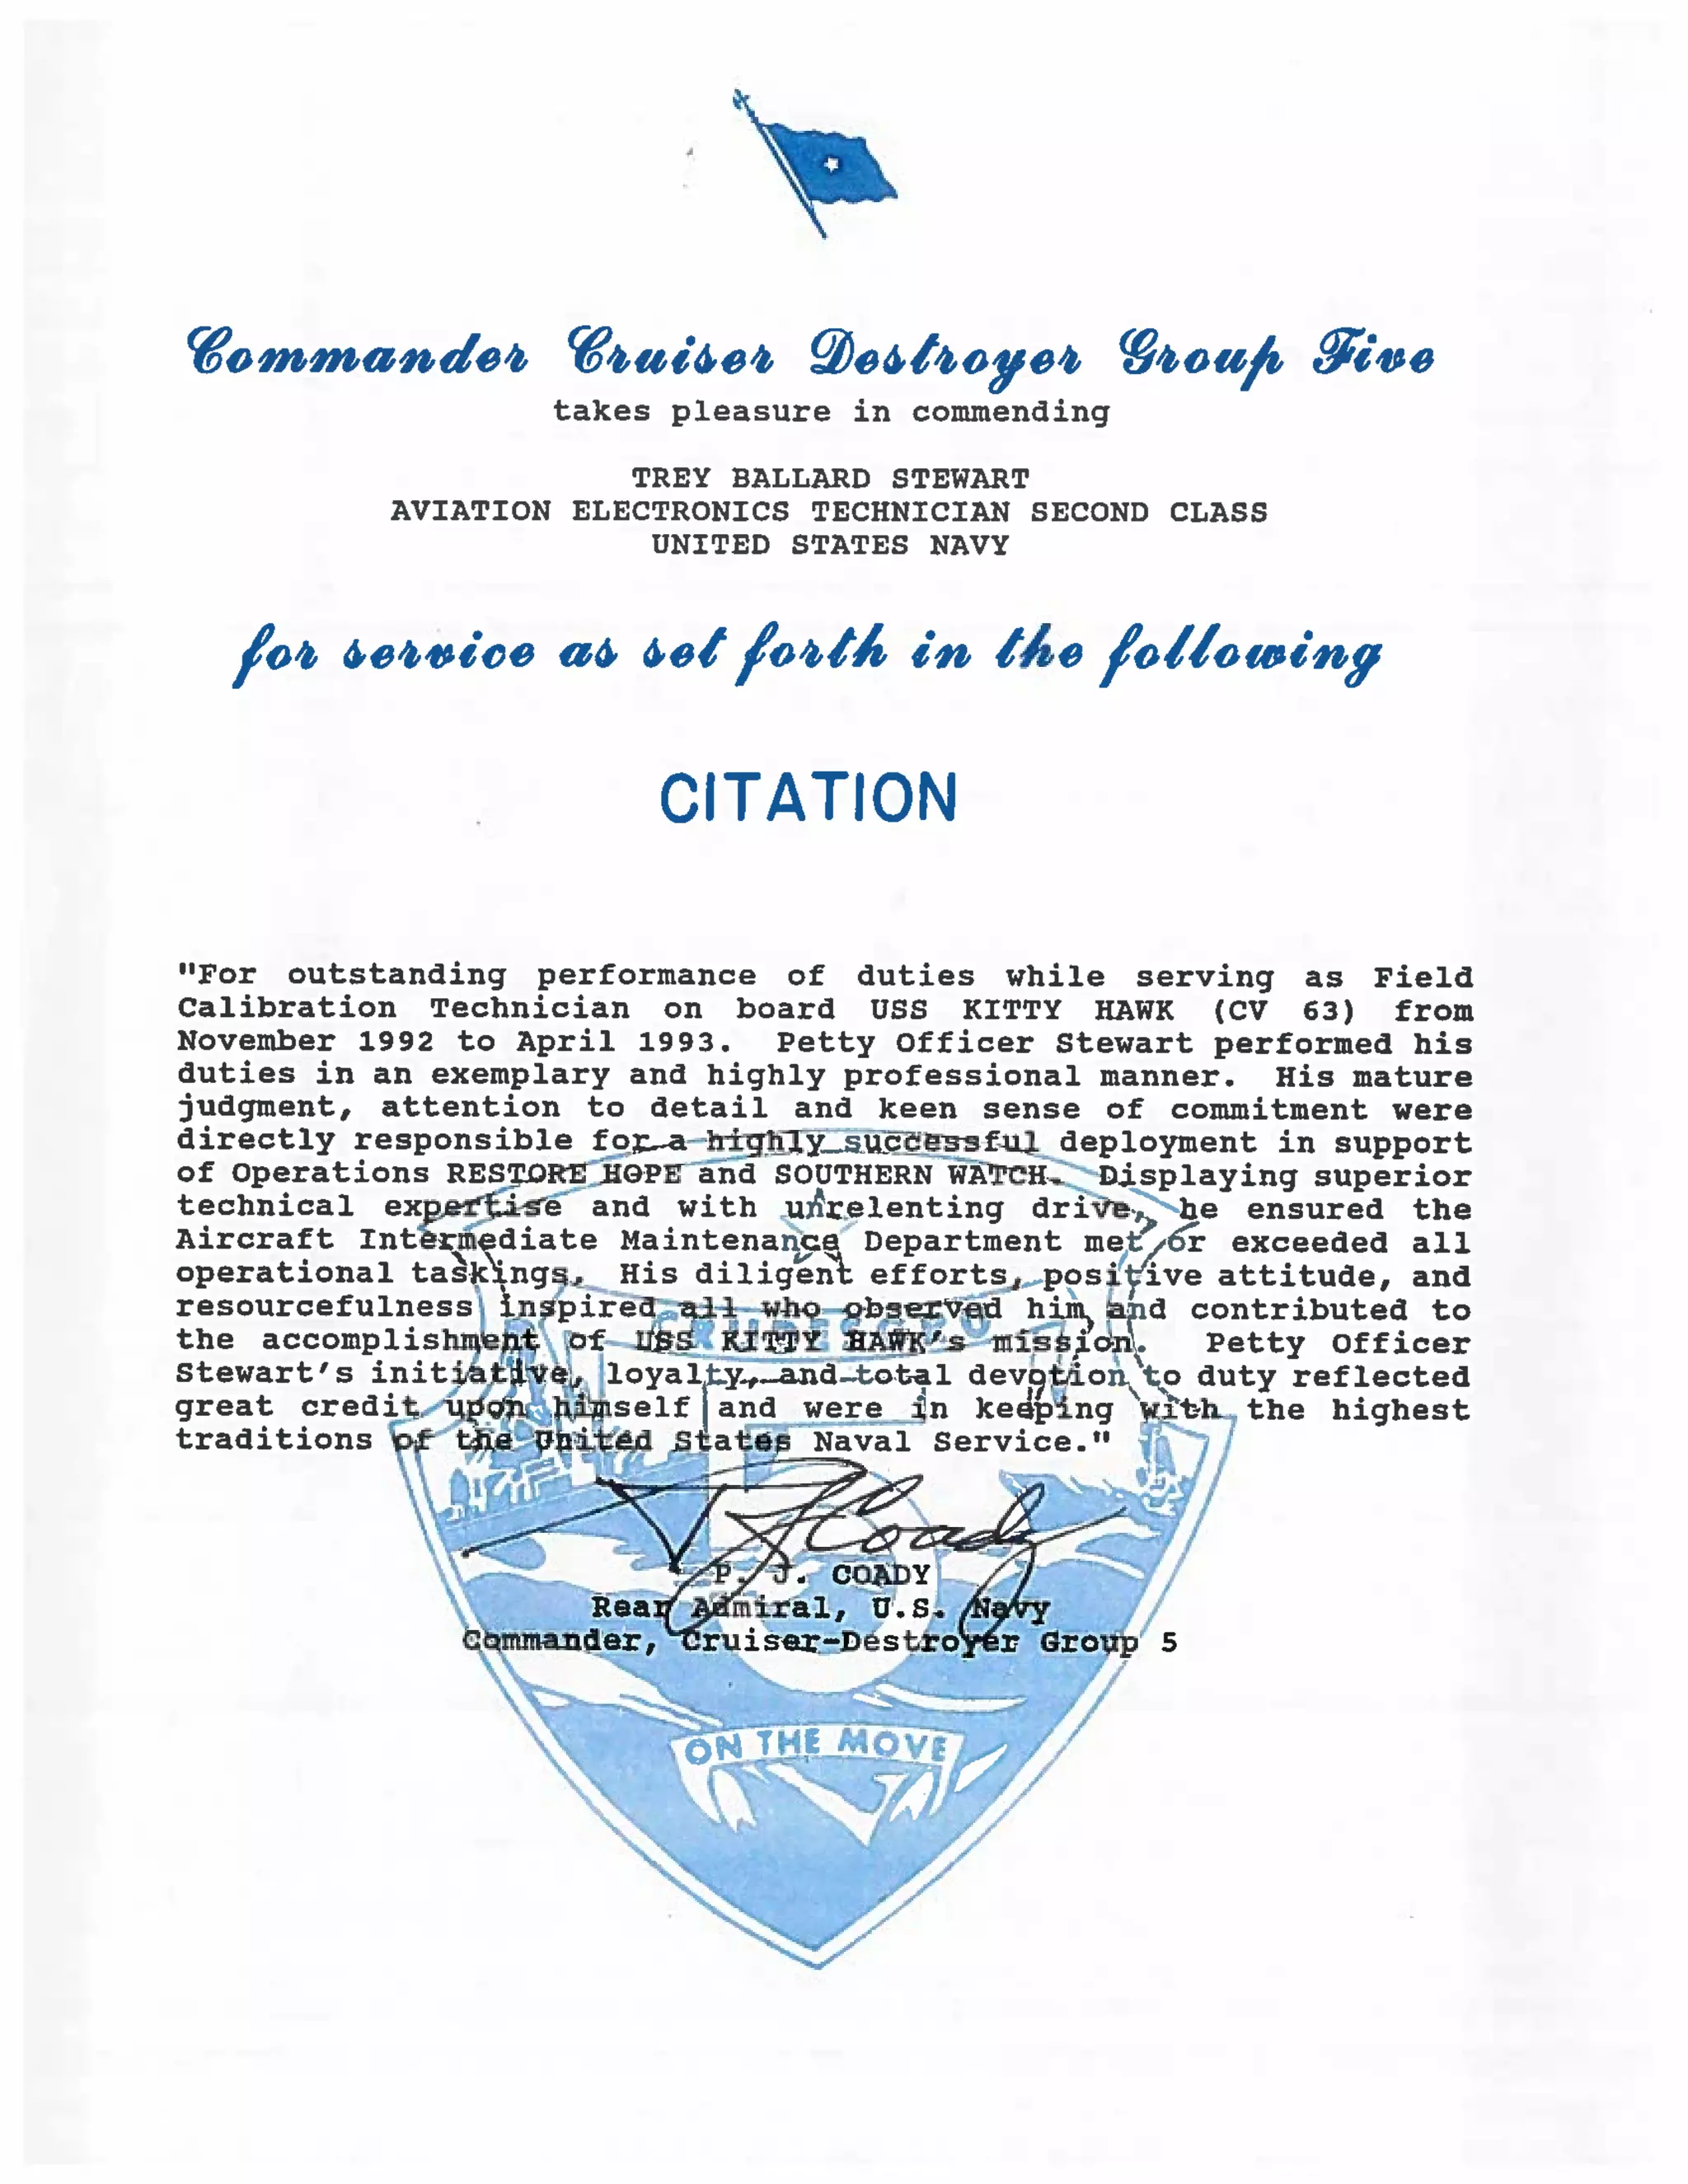 Commander Cruiser Destroyer Group Five
takes pleasure in commending
TREY BALLARD STEWART
AVIATION ELECTRONICS TECHNICIAN SECOND CLASS
UNITED STATES NAVY
for service as set forth in the following
CITATION
"For outstanding performance of duties while serving as Field
Calibration Technician on board USS KITTY HAWK (CV 63) from
November 1992 to April 1993. Petty Officer Stewart performed his
duties in an exemplary and highly professional manner. His mature
judgment, attention to detail and keen sense of commitment were
directly responsible for a highly successful deployment in support
of Operations RESTORE HOPE and SOUTHERN WATCH. Displaying superior
technical expertise and with unrelenting drive, he ensured the
Aircraft Intermediate Maintenance Department met or exceeded all
operational taskings. His diligent efforts, positive attitude, and
resourcefulness inspired all who observed him and contributed to
the accomplishment of USS KITTY HAWK's mission. Petty Officer
Stewart's initiative, loyalty, and total devotion to duty reflected
great credit upon himself and were in keeping with the highest
traditions of the United States Naval Service."
P J Coady
P. J. COADY
Rear Admiral, U.S. Navy
Commander, Cruiser-Destroyer Group 5
ON THE MOVE